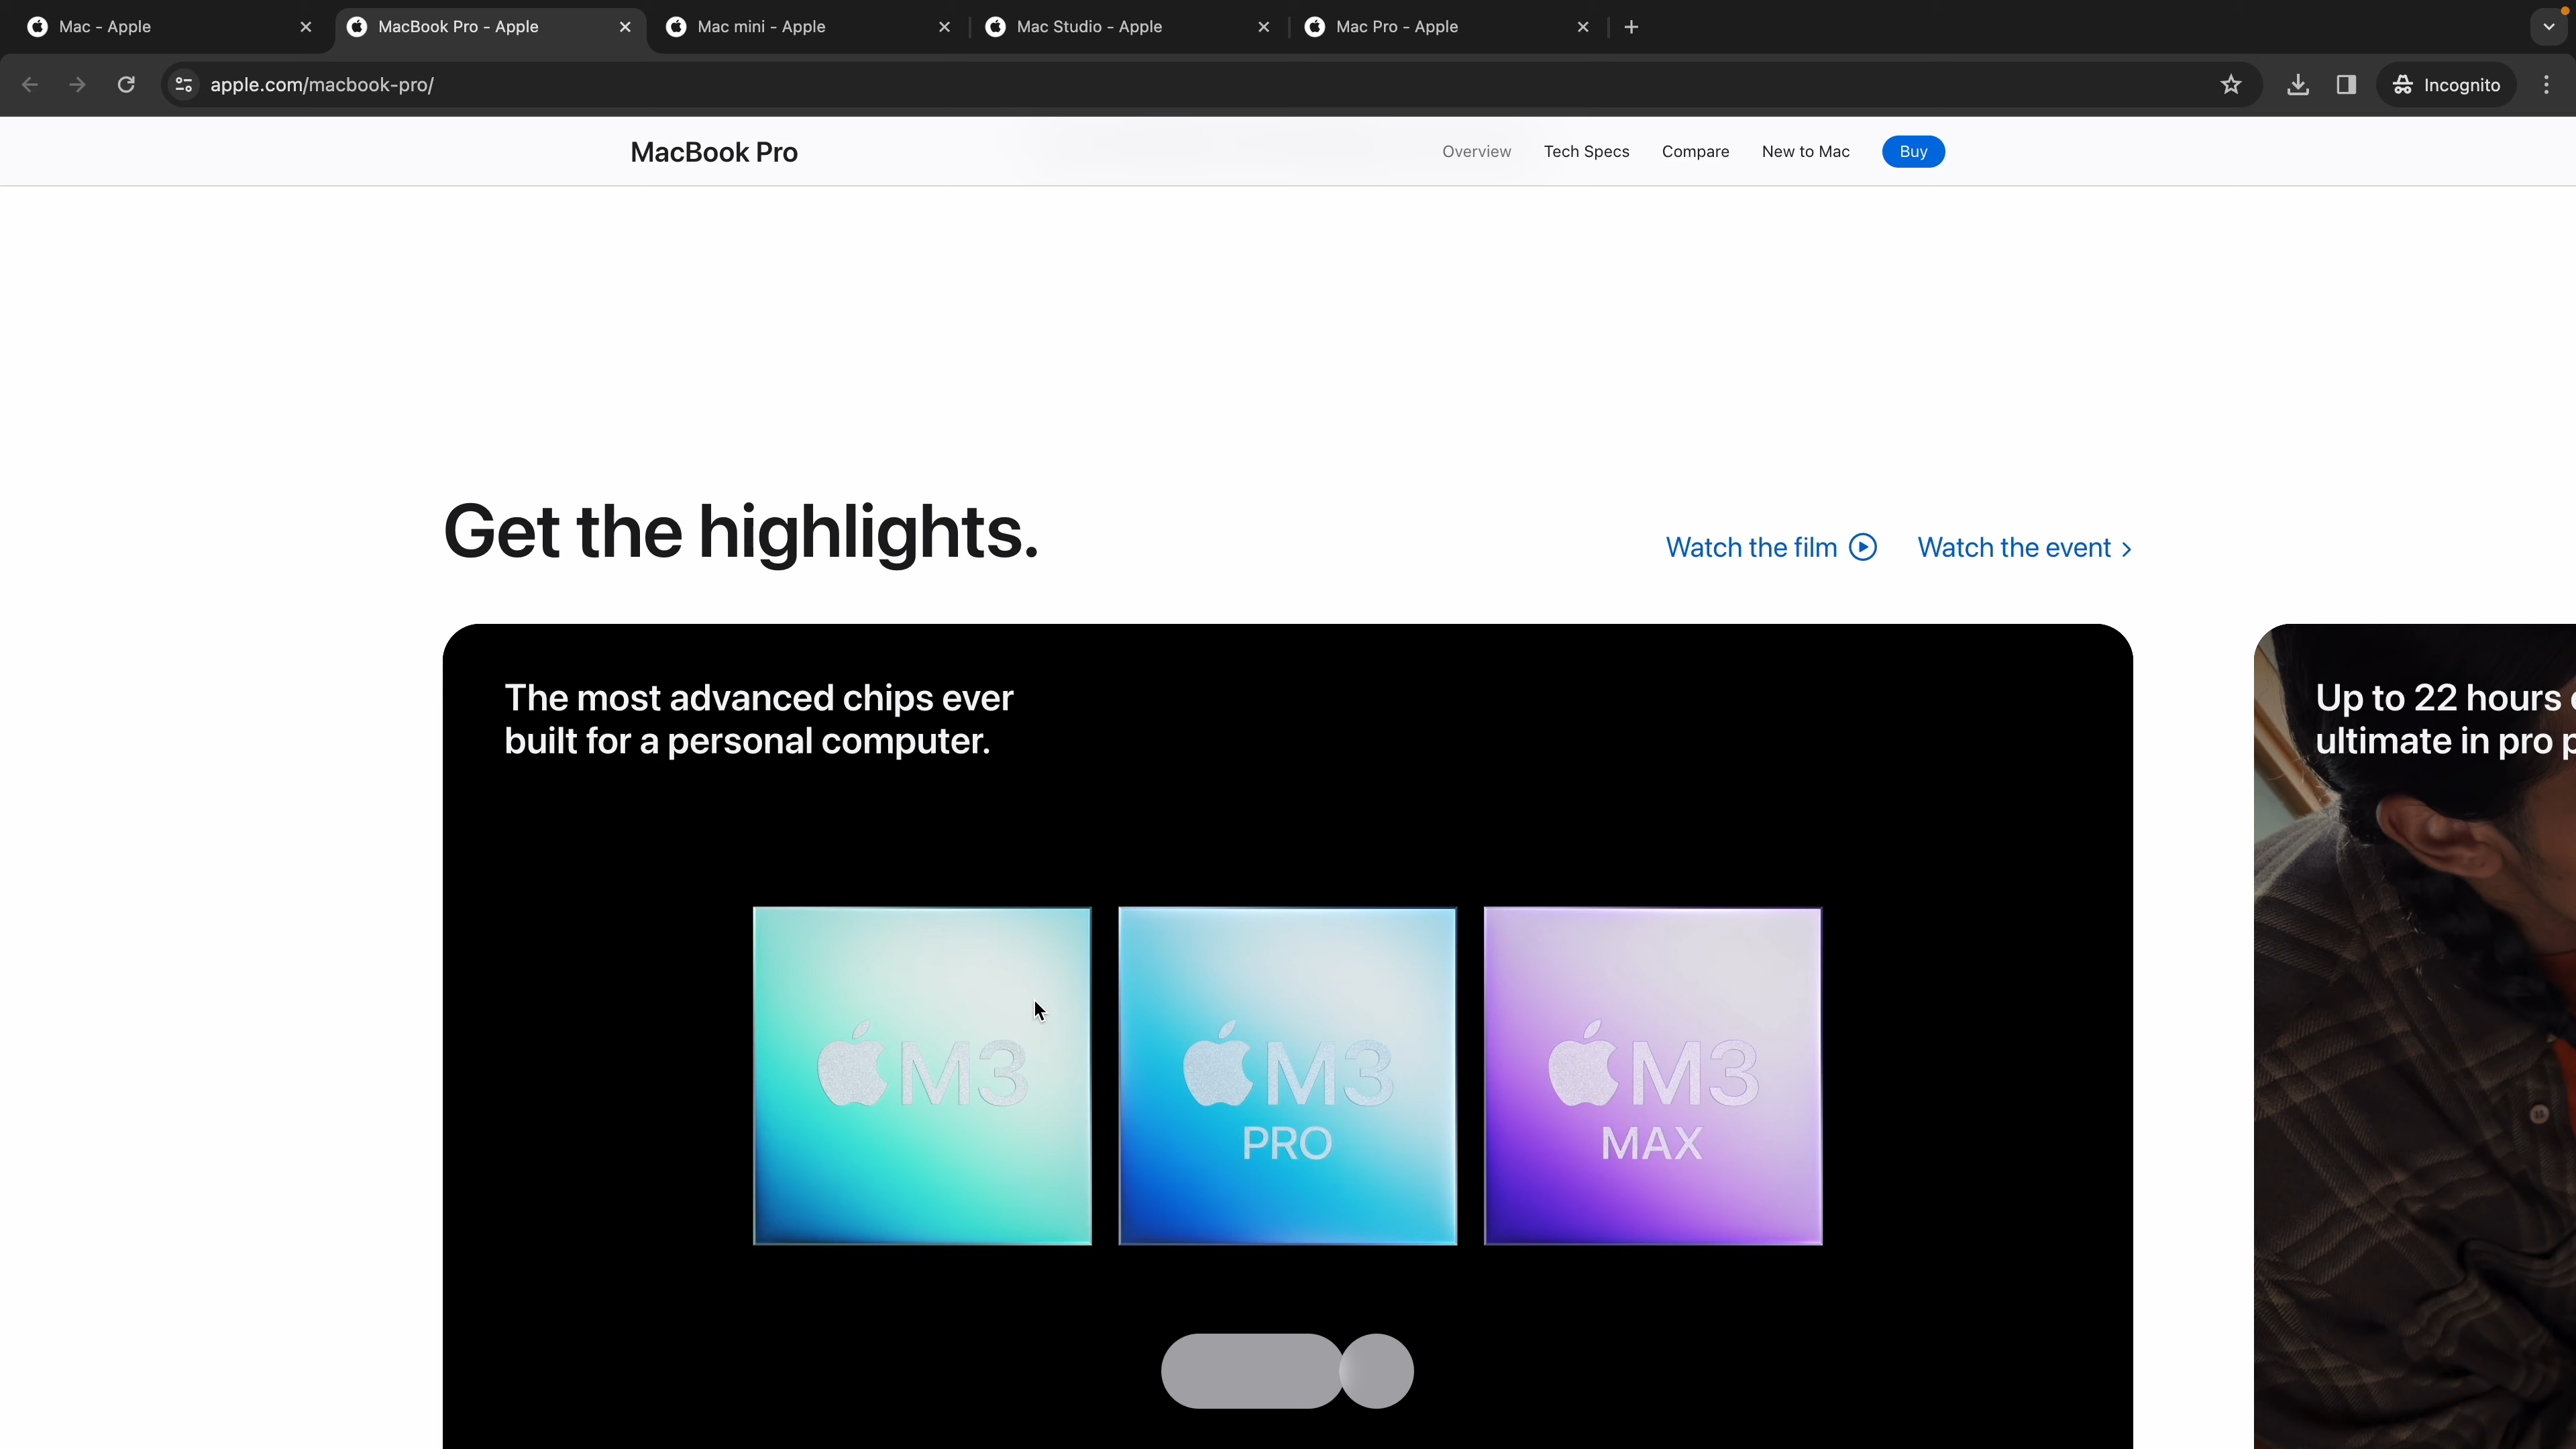 Mac - Apple
MacBook Pro - Apple
Mac mini - Apple
Mac Studio - Apple
Mac Pro - Apple
apple.com/macbook-pro/
Incognito
MacBook Pro
Overview
Tech Specs
Compare
New to Mac
Buy
Get the highlights.
Watch the film
Watch the event
The most advanced chips ever
built for a personal computer.
Up to 22 hours
ultimate in pro
M3
M3
PRO
M3
MAX